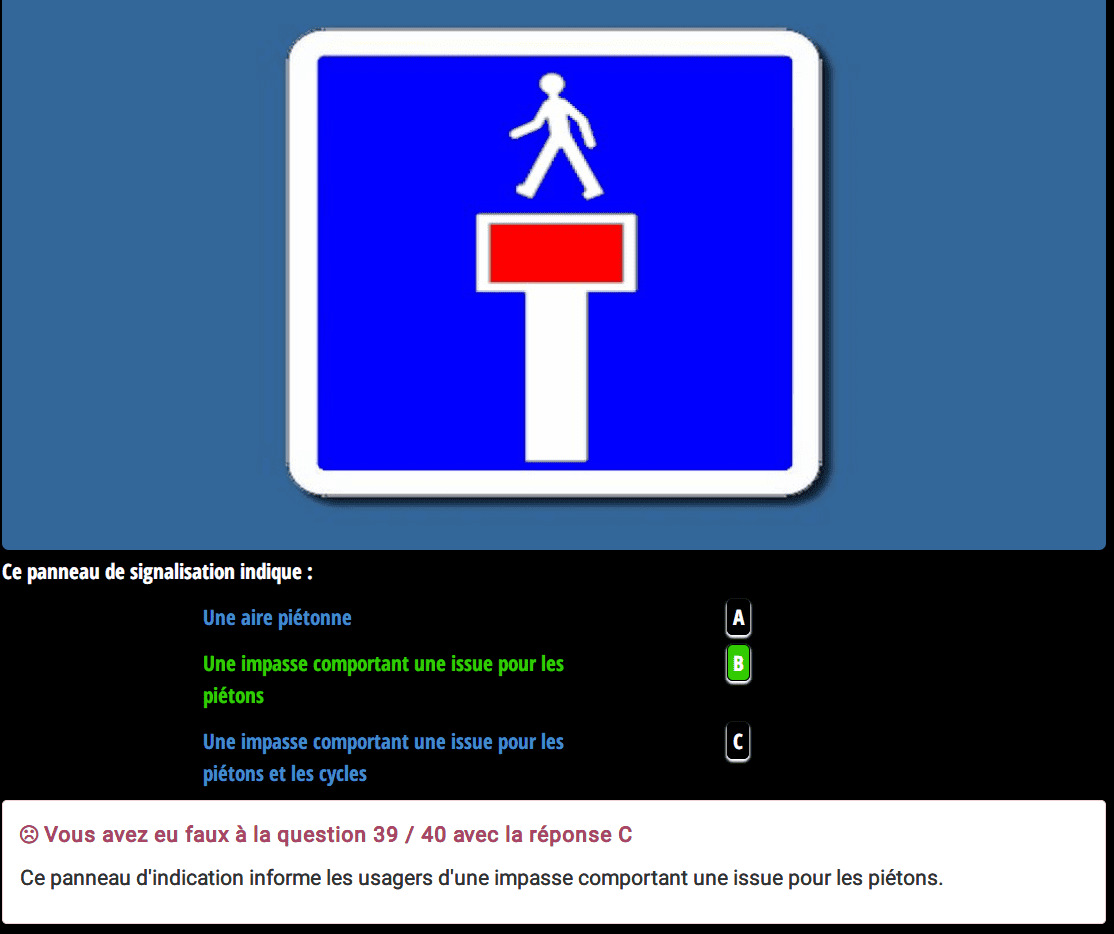 Ce panneau de signalisation indique :
Une aire piétonne
A
Une impasse comportant une issue pour les
piétons
B
Une impasse comportant une issue pour les
piétons et les cycles
C
Vous avez eu faux à la question 39 / 40 avec la réponse C
Ce panneau d'indication informe les usagers d'une impasse comportant une issue pour les piétons.